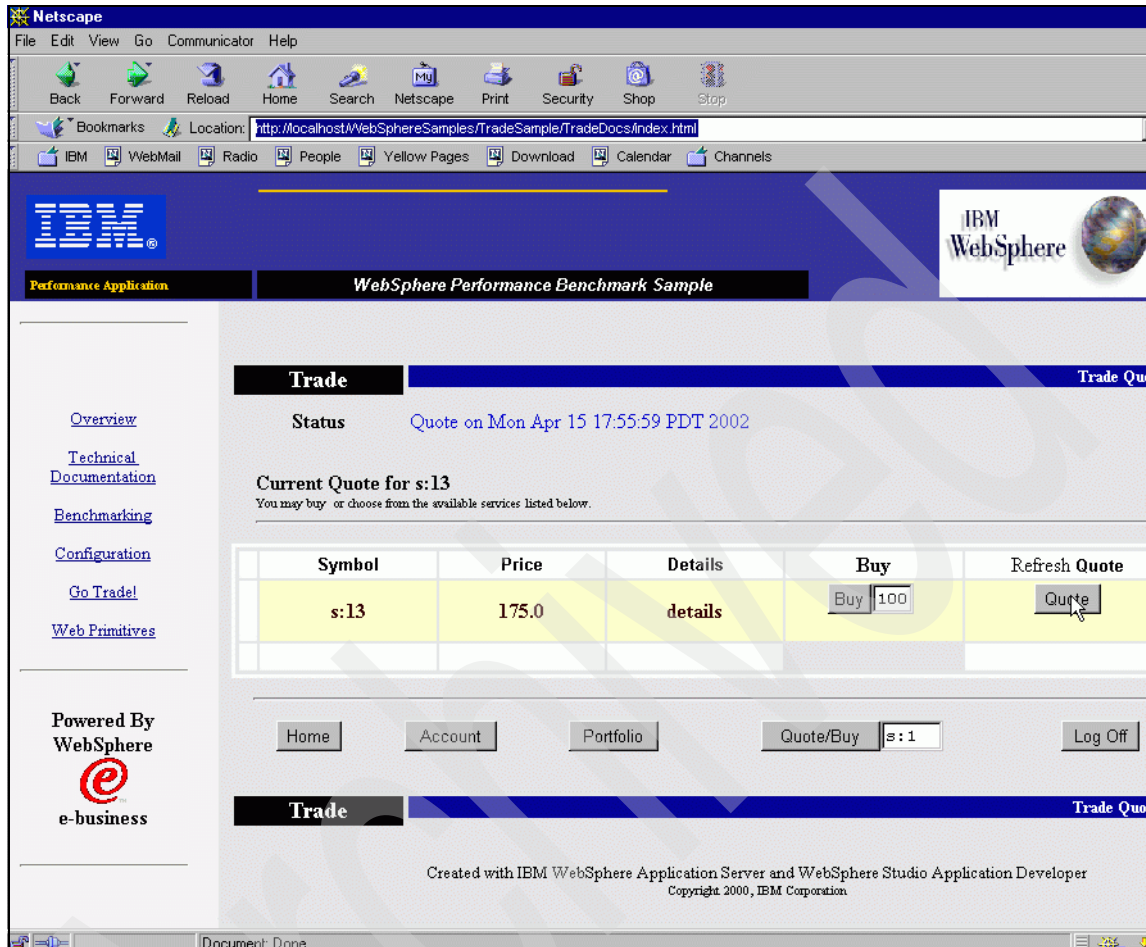 Netscape
File Edit View Go Communicator Help
Back Forward Reload Home Search Netscape Print Security Shop Stop
Bookmarks Location: http://localhost/WebSphereSamples/TradeSample/TradeDocs/index.html
IBM WebMail Radio People Yellow Pages Download Calendar Channels
IBM®
IBM
WebSphere
Performance Application
WebSphere Performance Benchmark Sample
Trade Trade Quo
Status Quote on Mon Apr 15 17:55:59 PDT 2002
Overview
Technical
Documentation
Benchmarking
Configuration
Go Trade!
Web Primitives
Current Quote for s:13
You may buy or choose from the available services listed below.
Symbol Price Details Buy Refresh Quote
s:13 175.0 details Buy 100 Quote
Home Account Portfolio Quote/Buy s:1 Log Off
Powered By
WebSphere
e
e-business
Trade Trade Quo
Created with IBM WebSphere Application Server and WebSphere Studio Application Developer
Copyright 2000, IBM Corporation
Document: Done